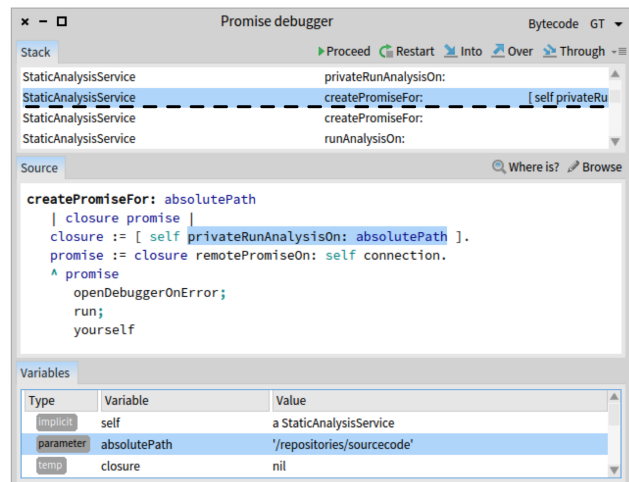 Promise debugger
Bytecode GT
Stack
Proceed Restart Into Over Through
StaticAnalysisService privateRunAnalysisOn:
StaticAnalysisService createPromiseFor: [ self privateRu
StaticAnalysisService createPromiseFor:
StaticAnalysisService runAnalysisOn:
Source
Where is? Browse
createPromiseFor: absolutePath
| closure promise |
closure := [ self privateRunAnalysisOn: absolutePath ].
promise := closure remotePromiseOn: self connection.
^ promise
openDebuggerOnError;
run;
yourself
Variables
Type Variable Value
implicit self a StaticAnalysisService
parameter absolutePath '/repositories/sourcecode'
temp closure nil